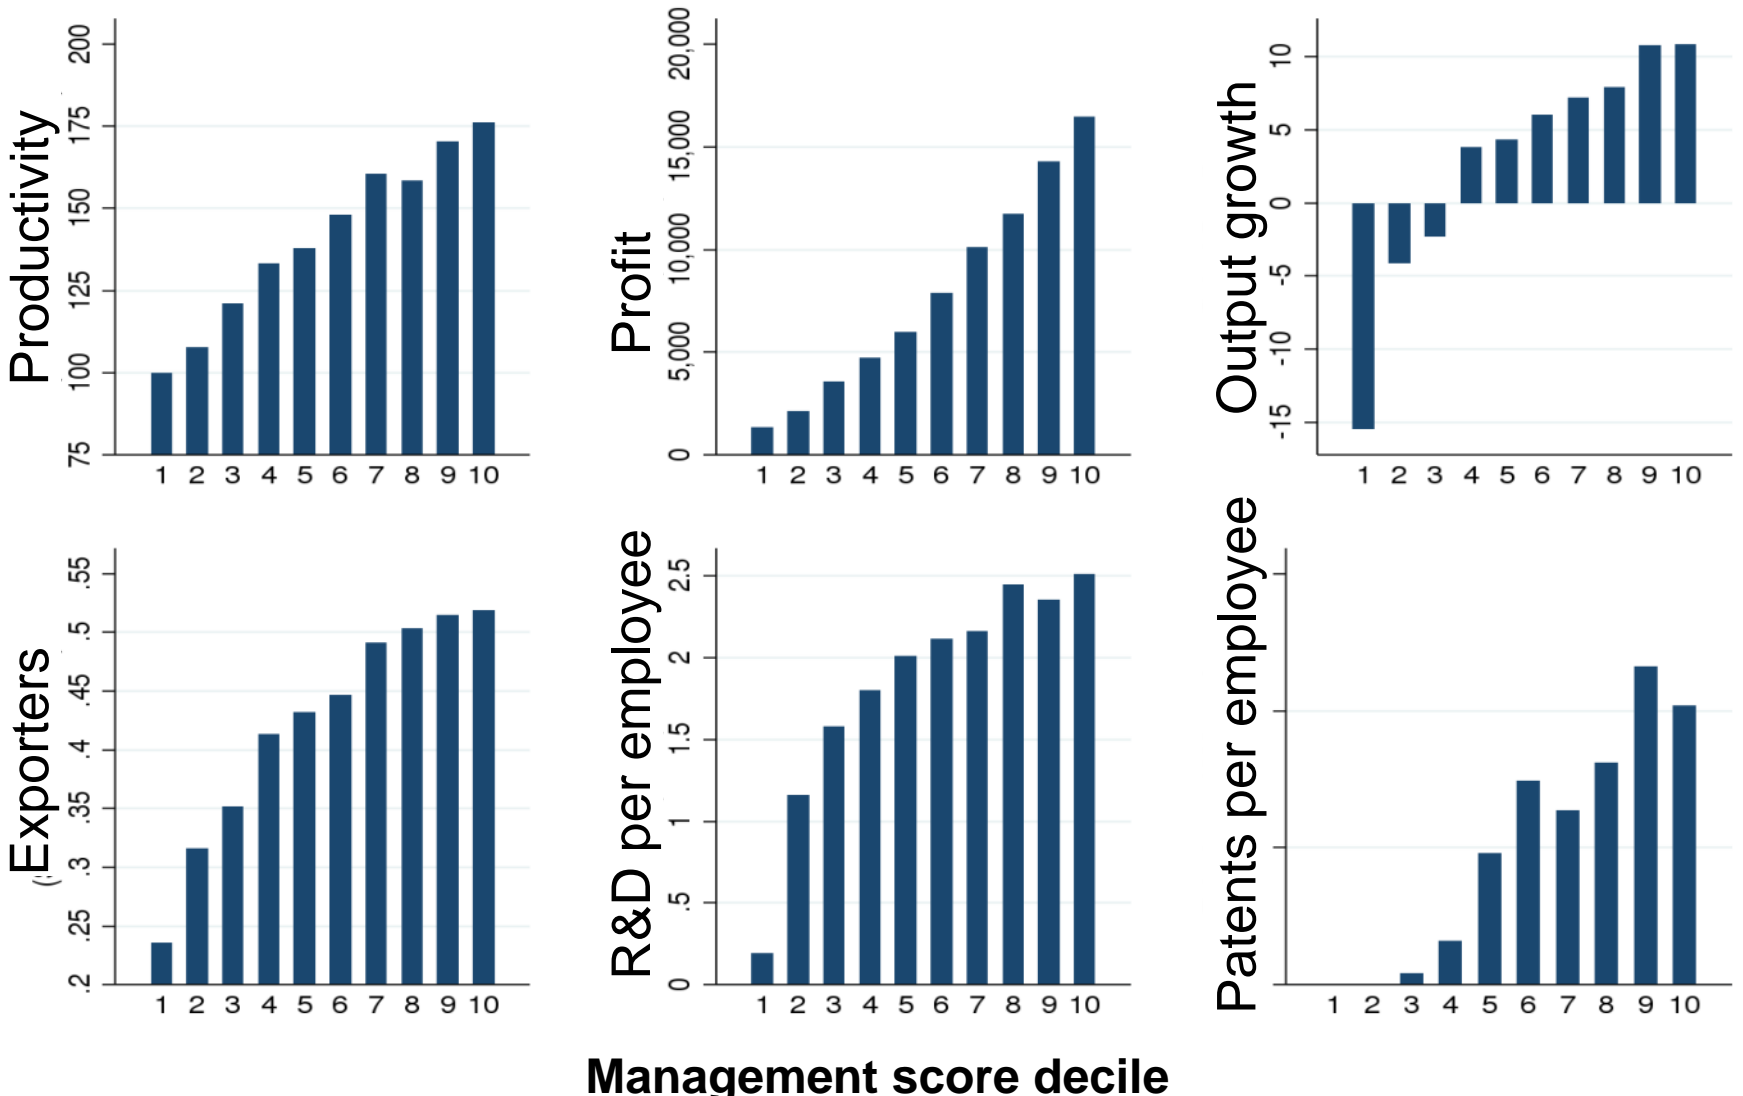 Productivity
200
175
150
125
100
75
1 2 3 4 5 6 7 8 9 10
Profit
20,000
15,000
10,000
5,000
0
1 2 3 4 5 6 7 8 9 10
Output growth
10
5
0
-5
-10
-15
1 2 3 4 5 6 7 8 9 10
Exporters
.55
.5
.45
.4
.35
.3
.25
.2
1 2 3 4 5 6 7 8 9 10
R&D per employee
2.5
2
1.5
1
.5
0
1 2 3 4 5 6 7 8 9 10
Patents per employee
1 2 3 4 5 6 7 8 9 10
Management score decile